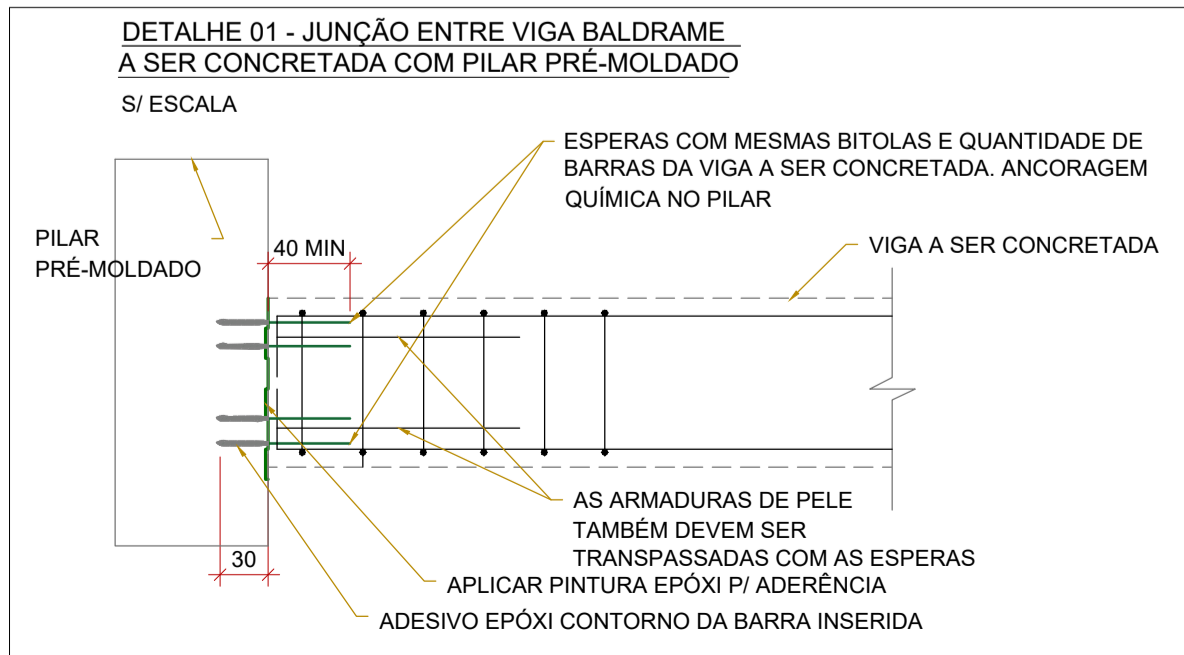 DETALHE 01 - JUNÇÃO ENTRE VIGA BALDRAME
A SER CONCRETADA COM PILAR PRÉ-MOLDADO
S/ ESCALA
ESPERAS COM MESMAS BITOLAS E QUANTIDADE DE
BARRAS DA VIGA A SER CONCRETADA. ANCORAGEM
QUÍMICA NO PILAR
PILAR
PRÉ-MOLDADO
40 MIN
VIGA A SER CONCRETADA
AS ARMADURAS DE PELE
TAMBÉM DEVEM SER
TRANSPASSADAS COM AS ESPERAS
30
APLICAR PINTURA EPÓXI P/ ADERÊNCIA
ADESIVO EPÓXI CONTORNO DA BARRA INSERIDA